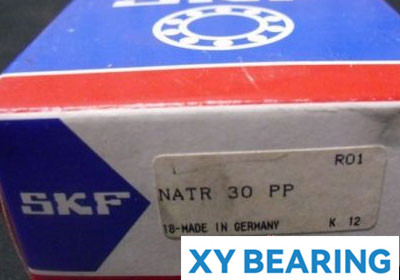 SKF
R01
NATR 30 PP
18-MADE IN GERMANY K 12
XY BEARING